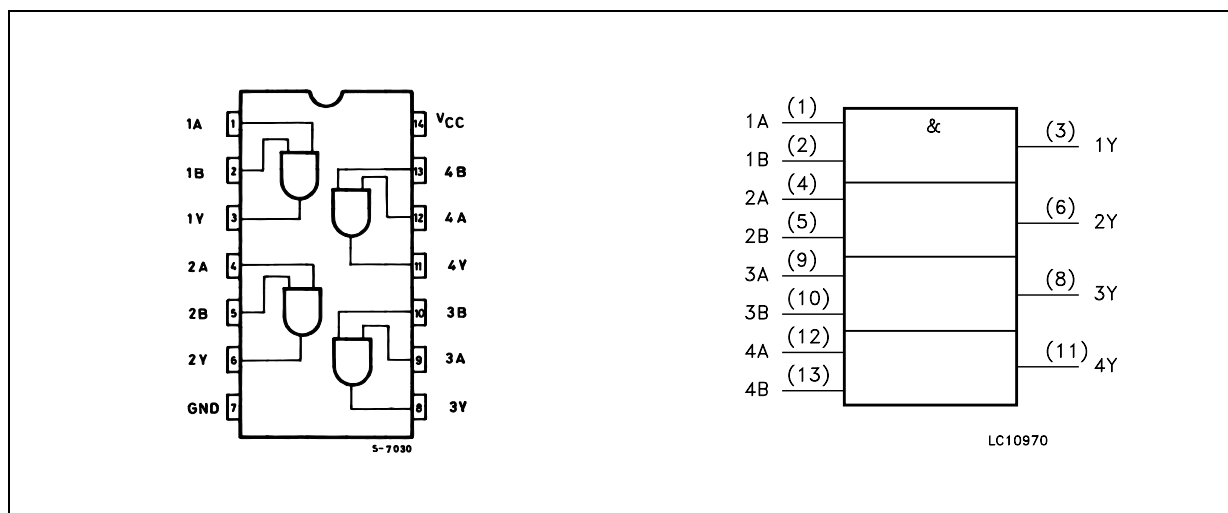 1A 1 14 VCC
1B 2 13 4B
1Y 3 12 4A
2A 4 11 4Y
2B 5 10 3B
2Y 6 9 3A
GND 7 8 3Y
S-7030
1A (1)
1B (2)
2A (4)
2B (5)
3A (9)
3B (10)
4A (12)
4B (13)
&
(3) 1Y
(6) 2Y
(8) 3Y
(11) 4Y
LC10970